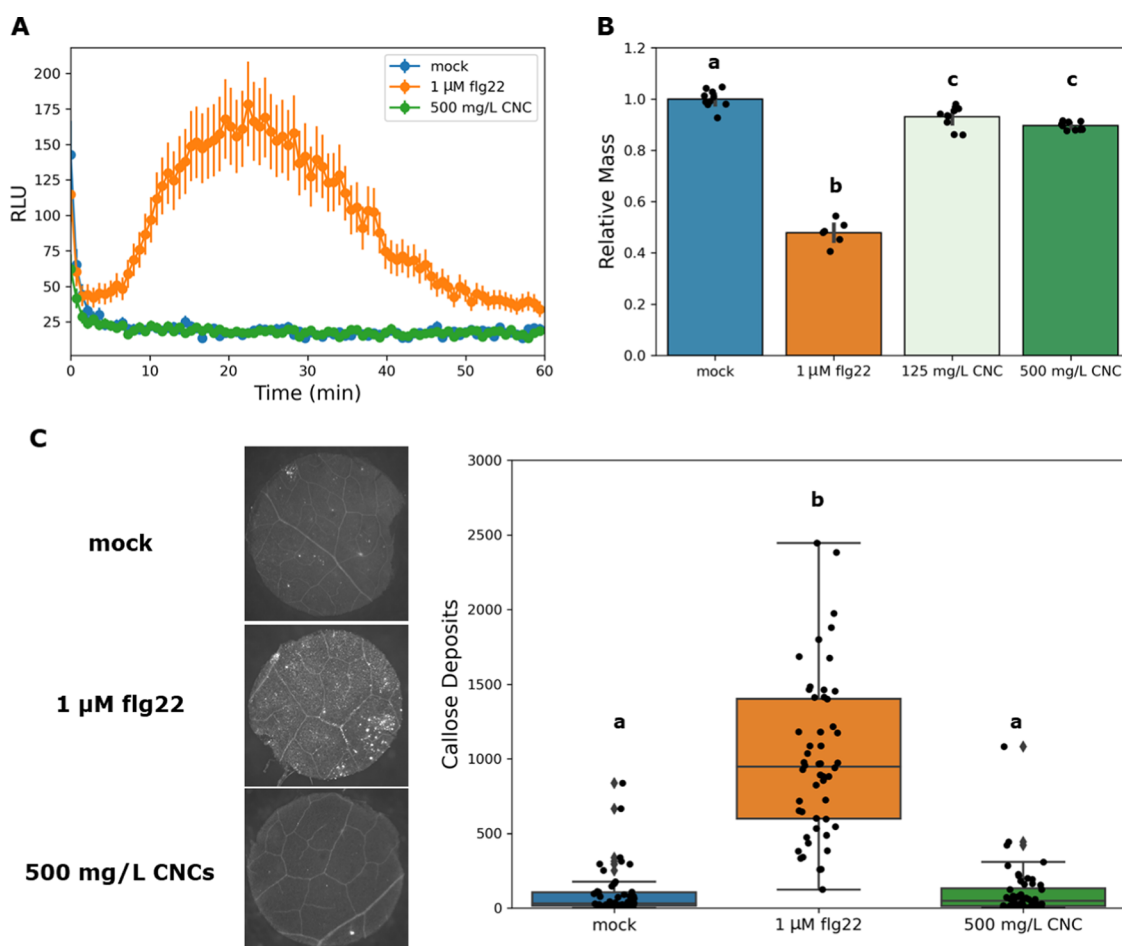 A
RLU
200
175
150
125
100
75
50
25
0
10
20
30
40
50
60
Time (min)
mock
1 μM flg22
500 mg/L CNC
B
Relative Mass
1.2
1.0
0.8
0.6
0.4
0.2
0.0
a
b
c
c
mock
1 μM flg22
125 mg/L CNC
500 mg/L CNC
C
mock
1 μM flg22
500 mg/L CNCs
Callose Deposits
3000
2500
2000
1500
1000
500
0
a
b
a
mock
1 μM flg22
500 mg/L CNC